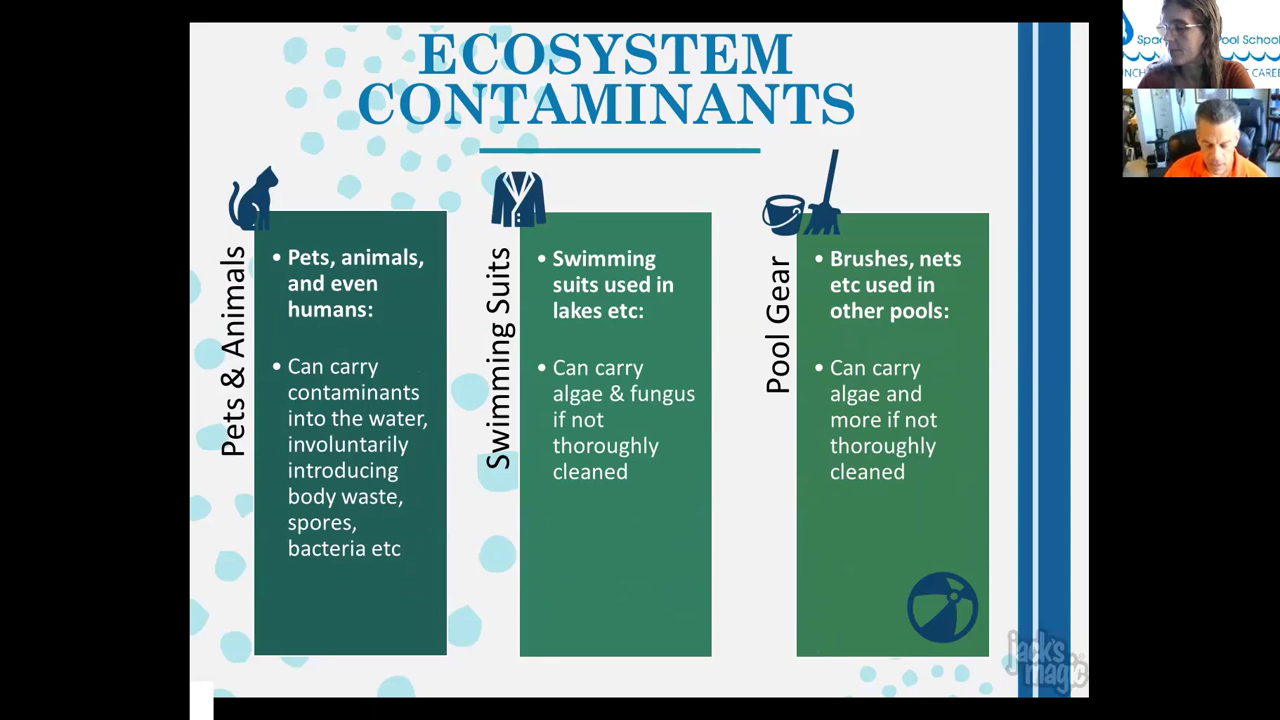 ECOSYSTEM
CONTAMINANTS
Pets & Animals
• Pets, animals,
and even
humans:
• Can carry
contaminants
into the water,
involuntarily
introducing
body waste,
spores,
bacteria etc
Swimming Suits
• Swimming
suits used in
lakes etc:
• Can carry
algae & fungus
if not
thoroughly
cleaned
Pool Gear
• Brushes, nets
etc used in
other pools:
• Can carry
algae and
more if not
thoroughly
cleaned
jack's
magic
Pool School
CAREE